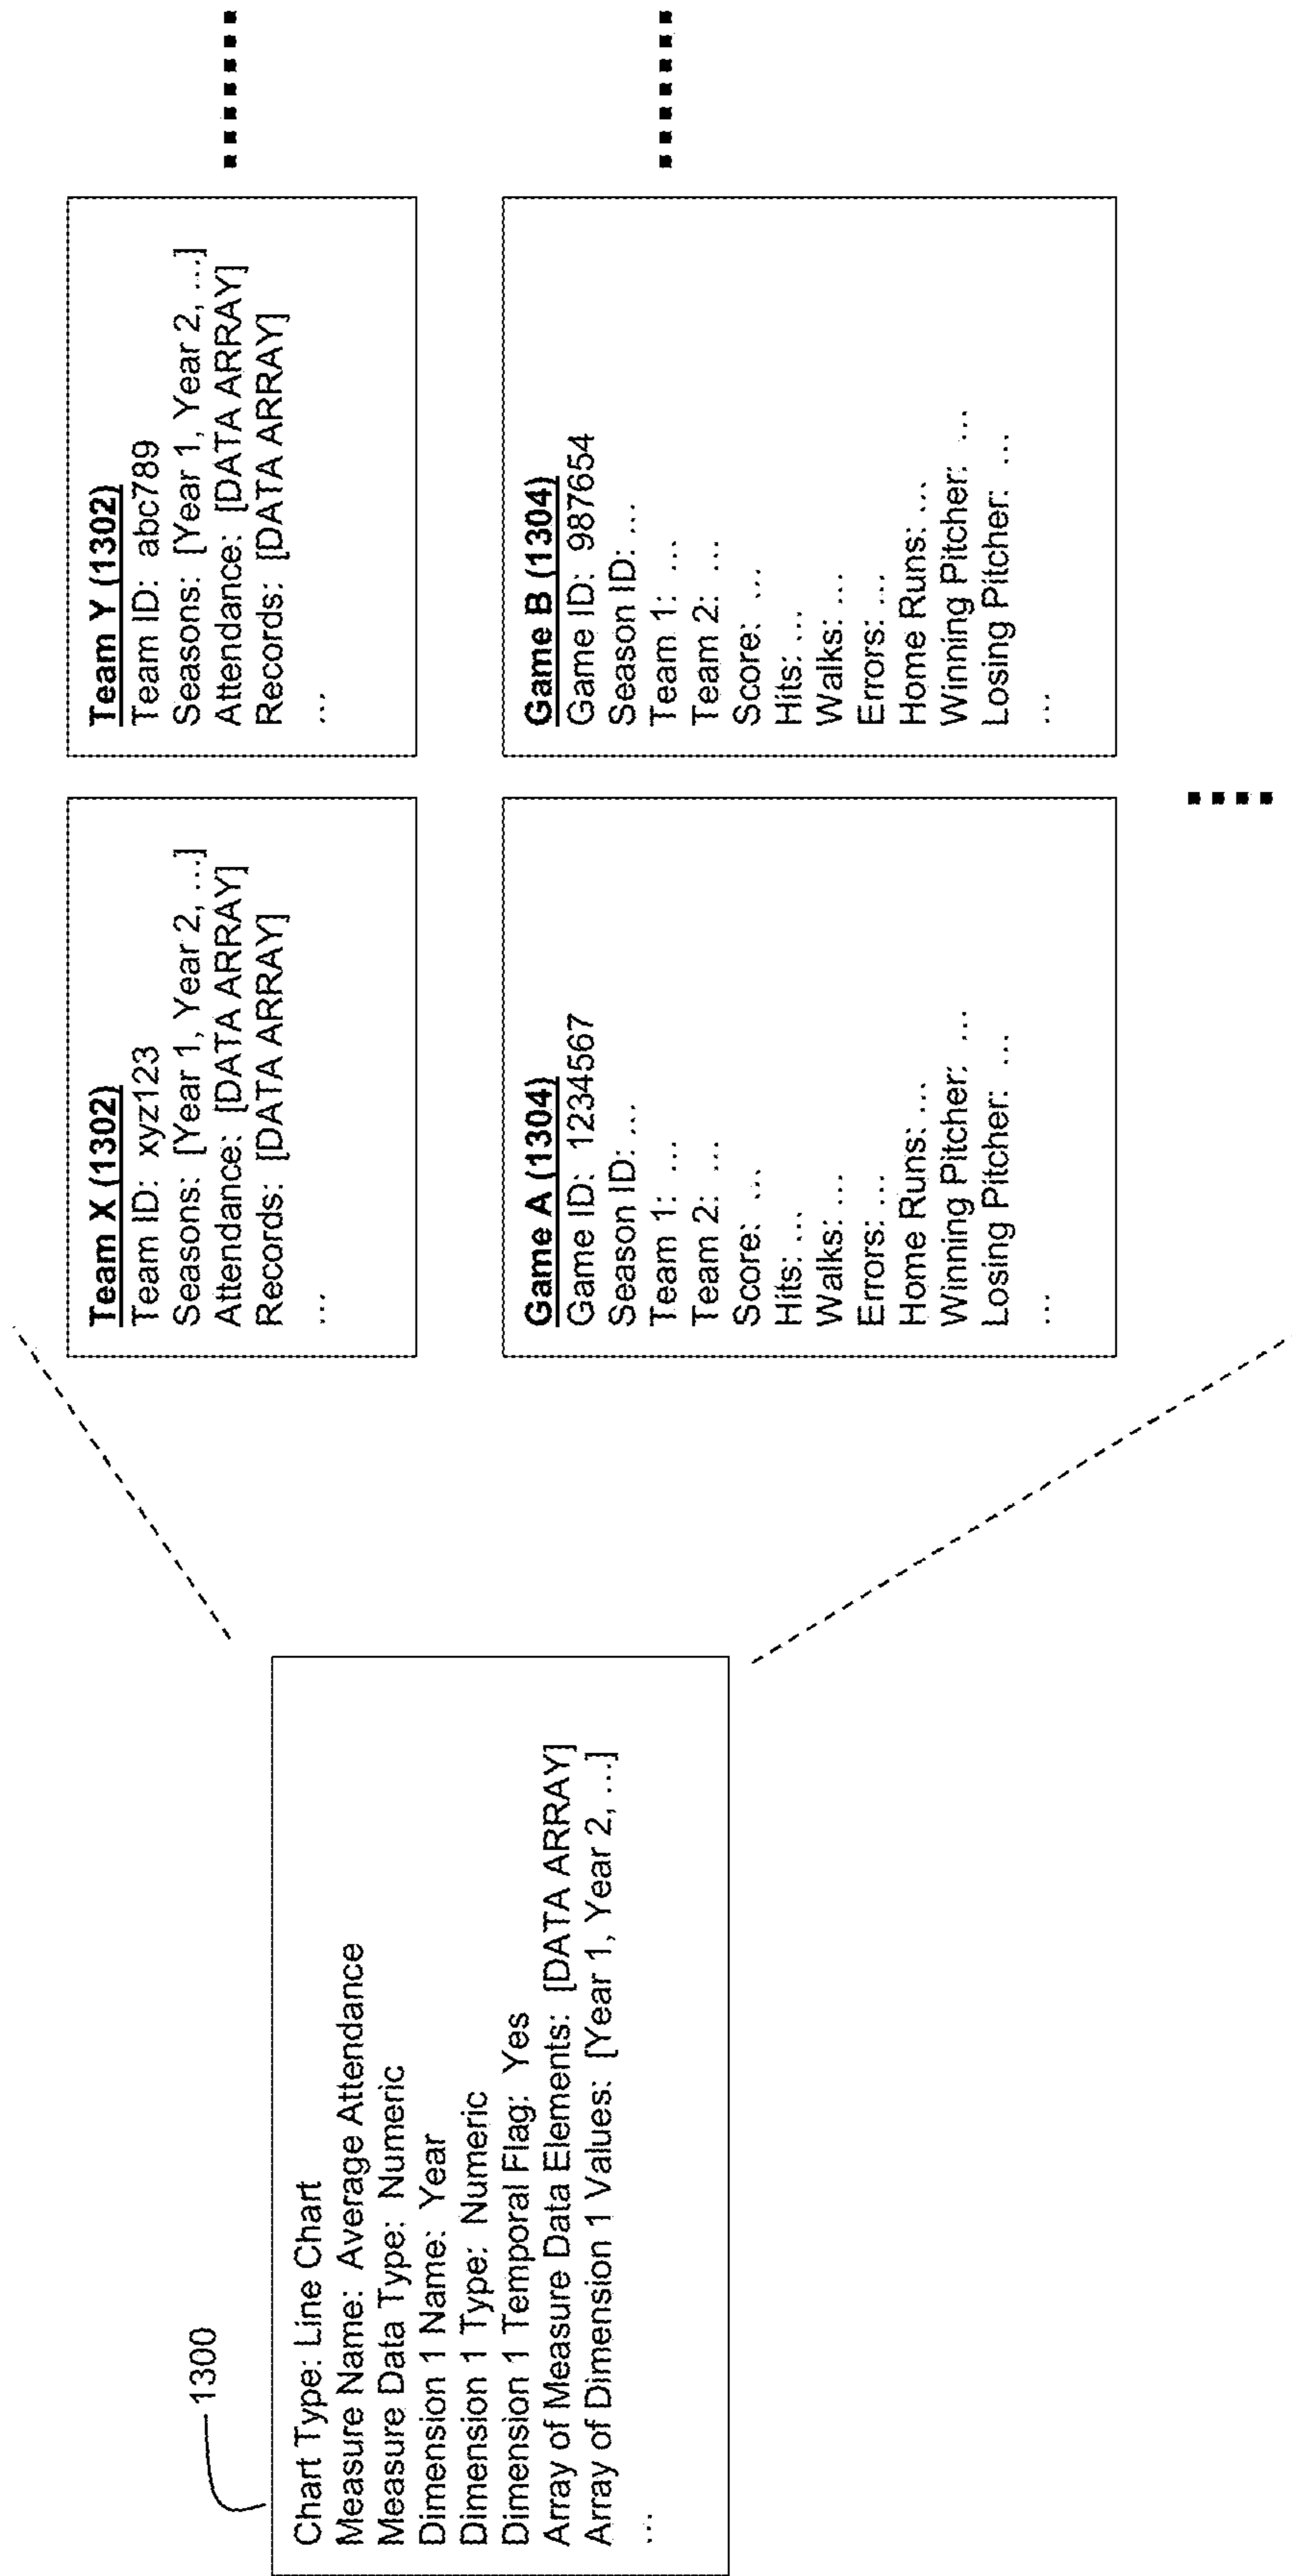 1300
Chart Type: Line Chart
Measure Name: Average Attendance
Measure Data Type: Numeric
Dimension 1 Name: Year
Dimension 1 Type: Numeric
Dimension 1 Temporal Flag: Yes
Array of Measure Data Elements: [DATA ARRAY]
Array of Dimension 1 Values: [Year 1, Year 2, ...]
...
Team X (1302)
Team ID: xyz123
Seasons: [Year 1, Year 2, ...]
Attendance: [DATA ARRAY]
Records: [DATA ARRAY]
...
Team Y (1302)
Team ID: abc789
Seasons: [Year 1, Year 2, ...]
Attendance: [DATA ARRAY]
Records: [DATA ARRAY]
...
Game A (1304)
Game ID: 1234567
Season ID: ...
Team 1: ...
Team 2: ...
Score: ...
Hits: ...
Walks: ...
Errors: ...
Home Runs: ...
Winning Pitcher: ...
Losing Pitcher: ...
...
Game B (1304)
Game ID: 987654
Season ID: ...
Team 1: ...
Team 2: ...
Score: ...
Hits: ...
Walks: ...
Errors: ...
Home Runs: ...
Winning Pitcher: ...
Losing Pitcher: ...
...